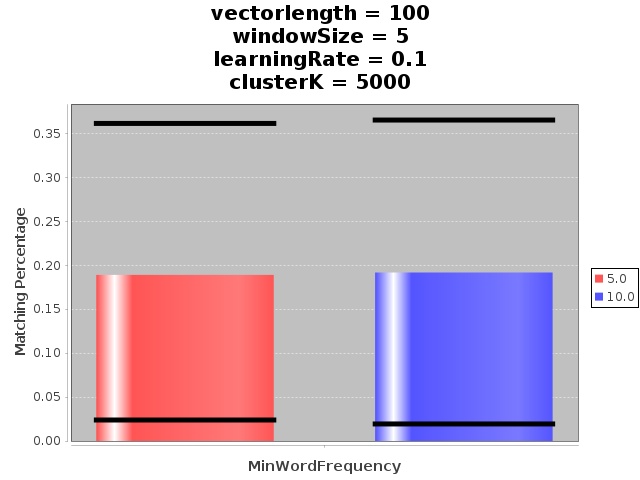 vectorlength = 100
windowSize = 5
learningRate = 0.1
clusterK = 5000
Matching Percentage
0.35
0.30
0.25
0.20
0.15
0.10
0.05
0.00
MinWordFrequency
5.0
10.0